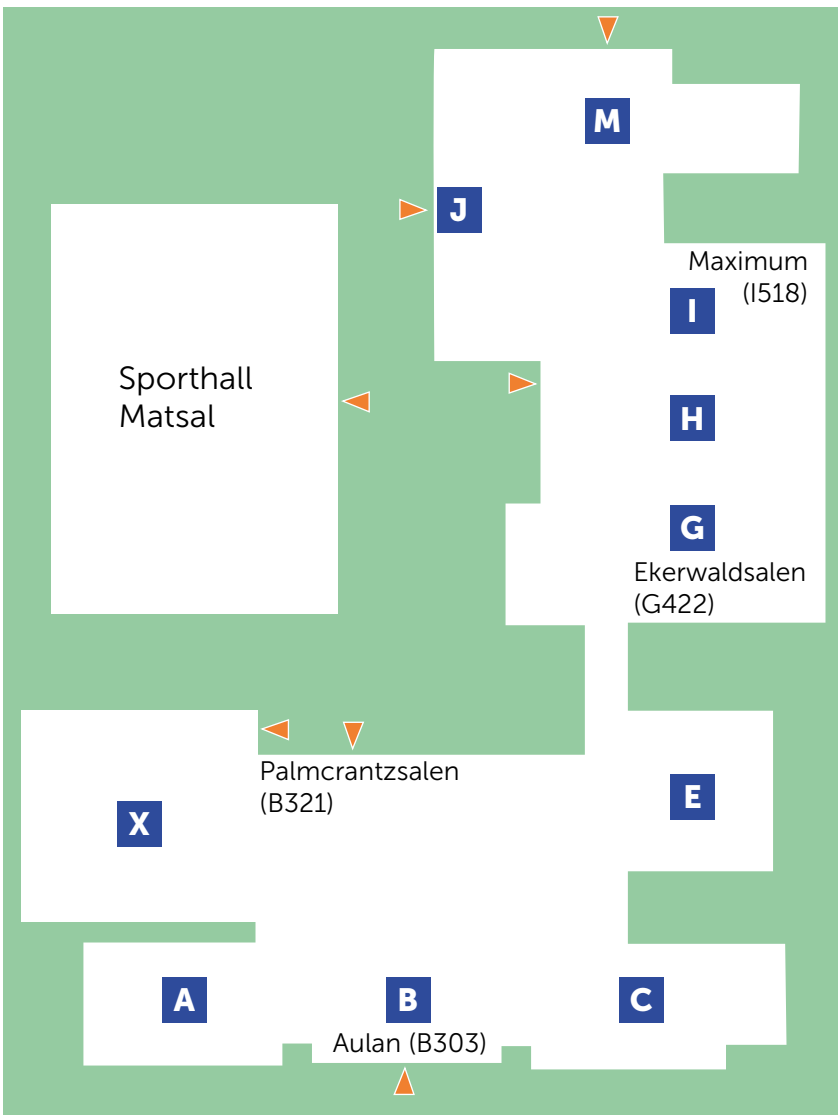 M
J
Maximum
(I518)
I
Sporthall
Matsal
H
G
Ekerwaldsalen
(G422)
Palmcrantzsalen
(B321)
X
E
A
B
C
Aulan (B303)